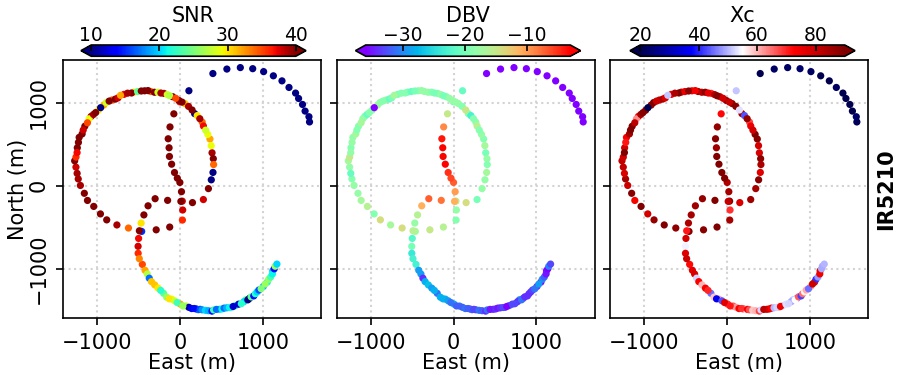 SNR DBV Xc
10 20 30 40 −30 −20 −10 20 40 60 80
1000
0
−1000
North (m)
−1000 0 1000 −1000 0 1000 −1000 0 1000
East (m) East (m) East (m)
IR5210